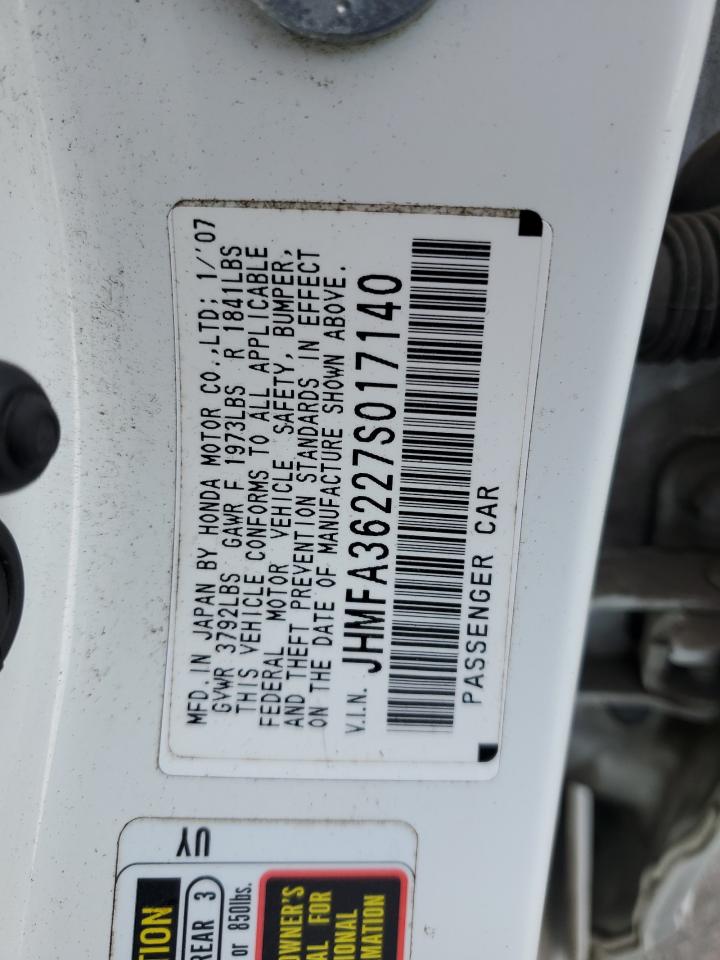 MFD. IN JAPAN BY HONDA MOTOR CO.,LTD; 1/'07
GVWR 3792LBS GAWR F 1973LBS R 1841LBS
THIS VEHICLE CONFORMS TO ALL APPLICABLE
FEDERAL MOTOR VEHICLE SAFETY, BUMPER,
AND THEFT PREVENTION STANDARDS IN EFFECT
ON THE DATE OF MANUFACTURE SHOWN ABOVE.
V.I.N. JHMFA36227S017140
PASSENGER CAR
UY
TION
REAR 3
or 850lbs.
OWNER'S
AL FOR
IONAL
MATION